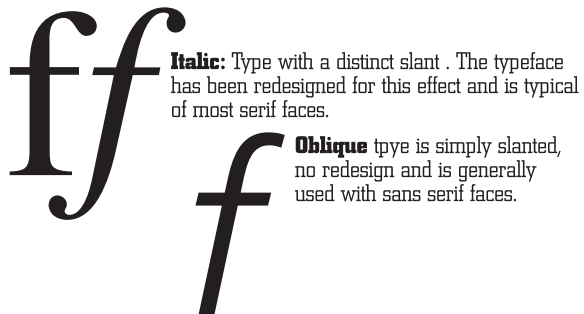 ff
Italic: Type with a distinct slant . The typeface
has been redesigned for this effect and is typical
of most serif faces.
f
Oblique tpye is simply slanted,
no redesign and is generally
used with sans serif faces.